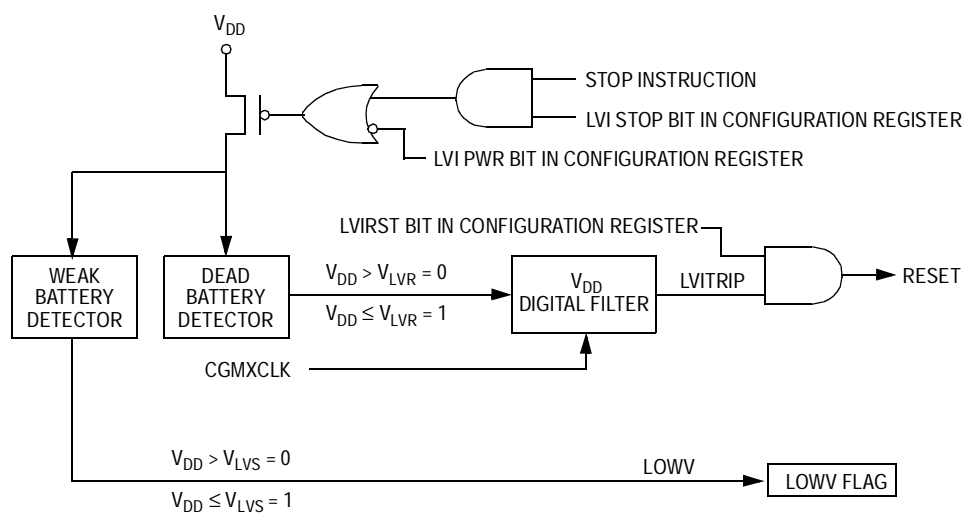 V_DD
STOP INSTRUCTION
LVI STOP BIT IN CONFIGURATION REGISTER
LVI PWR BIT IN CONFIGURATION REGISTER
LVIRST BIT IN CONFIGURATION REGISTER
WEAK
BATTERY
DETECTOR
DEAD
BATTERY
DETECTOR
V_DD > V_LVR = 0
V_DD ≤ V_LVR = 1
V_DD
DIGITAL FILTER
LVITRIP
RESET
CGMXCLK
V_DD > V_LVS = 0
V_DD ≤ V_LVS = 1
LOWV
LOWV FLAG